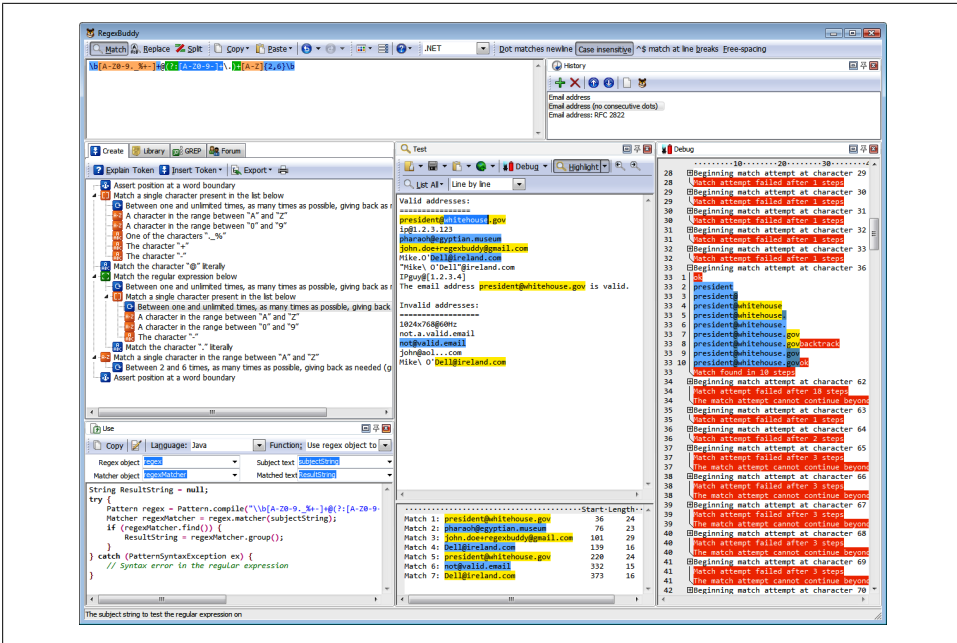 RegexBuddy
Match Replace Split Copy Paste .NET Dot matches newline Case insensitive ^$ match at line breaks Free-spacing
\b[A-Z0-9._%+-]+@(?:[A-Z0-9-]+\.)+[A-Z]{2,6}\b
History
Email address
Email address (no consecutive dots)
Email address: RFC 2822
Create Library GREP Forum
Explain Token Insert Token Export
Assert position at a word boundary
Match a single character present in the list below
Between one and unlimited times, as many times as possible, giving back as r
A character in the range between "A" and "Z"
A character in the range between "0" and "9"
One of the characters "._%"
The character "+"
The character "-"
Match the character "@" literally
Match the regular expression below
Between one and unlimited times, as many times as possible, giving back as r
Match a single character present in the list below
Between one and unlimited times, as many times as possible, giving back
A character in the range between "A" and "Z"
A character in the range between "0" and "9"
The character "-"
Match the character "." literally
Match a single character in the range between "A" and "Z"
Between 2 and 6 times, as many times as possible, giving back as needed (g
Assert position at a word boundary
Use
Copy Language: Java Function: Use regex object to
Regex object regex Subject text subjectString
Matcher object regexMatcher Matched text ResultString
String ResultString = null;
try {
Pattern regex = Pattern.compile("\\b[A-Z0-9._%+-]+@(?:[A-Z0-9-
Matcher regexMatcher = regex.matcher(subjectString);
if (regexMatcher.find()) {
ResultString = regexMatcher.group();
}
} catch (PatternSyntaxException ex) {
// Syntax error in the regular expression
}
Test
Debug Highlight
List All Line by line
Valid addresses:
================
president@whitehouse.gov
ip@1.2.3.123
pharaoh@egyptian.museum
john.doe+regexbuddy@gmail.com
Mike.O'Dell@ireland.com
"Mike\ O'Dell"@ireland.com
IPguy@[1.2.3.4]
The email address president@whitehouse.gov is valid.
Invalid addresses:
==================
1024x768@60Hz
not.a.valid.email
not@valid.email
john@aol...com
Mike\ O'Dell@ireland.com
Start Length
Match 1: president@whitehouse.gov 36 24
Match 2: pharaoh@egyptian.museum 76 23
Match 3: john.doe+regexbuddy@gmail.com 101 29
Match 4: Dell@ireland.com 139 16
Match 5: president@whitehouse.gov 220 24
Match 6: not@valid.email 332 15
Match 7: Dell@ireland.com 373 16
Debug
·········10········20········30········4
28 Beginning match attempt at character 29
28 Match attempt failed after 1 steps
29 Beginning match attempt at character 30
29 Match attempt failed after 1 steps
30 Beginning match attempt at character 31
30 Match attempt failed after 1 steps
31 Beginning match attempt at character 32
31 Match attempt failed after 1 steps
32 Beginning match attempt at character 33
32 Match attempt failed after 1 steps
33 Beginning match attempt at character 36
33 1 ok
33 2 president
33 3 president@
33 4 president@whitehouse
33 5 president@whitehouse.
33 6 president@whitehouse.
33 7 president@whitehouse.gov
33 8 president@whitehouse.govbacktrack
33 9 president@whitehouse.gov
33 10 president@whitehouse.govok
33 Match found in 10 steps
34 Beginning match attempt at character 62
34 Match attempt failed after 18 steps
34 The match attempt cannot continue beyond
35 Beginning match attempt at character 63
35 Match attempt failed after 1 steps
36 Beginning match attempt at character 64
36 Match attempt failed after 2 steps
37 Beginning match attempt at character 65
37 Match attempt failed after 3 steps
37 The match attempt cannot continue beyond
38 Beginning match attempt at character 66
38 Match attempt failed after 3 steps
38 The match attempt cannot continue beyond
39 Beginning match attempt at character 67
39 Match attempt failed after 3 steps
39 The match attempt cannot continue beyond
40 Beginning match attempt at character 68
40 Match attempt failed after 3 steps
40 The match attempt cannot continue beyond
41 Beginning match attempt at character 69
41 Match attempt failed after 3 steps
41 The match attempt cannot continue beyond
42 Beginning match attempt at character 70
The subject string to test the regular expression on